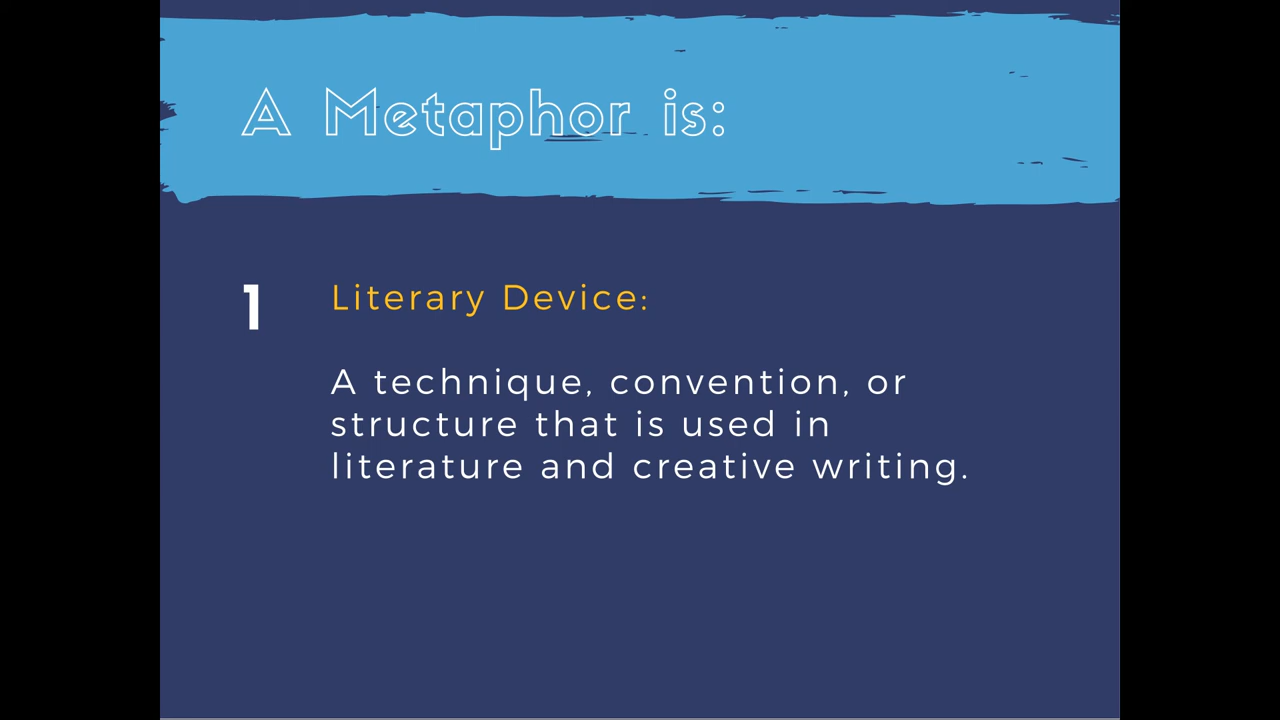 A Metaphor is:
1
Literary Device:
A technique, convention, or
structure that is used in
literature and creative writing.